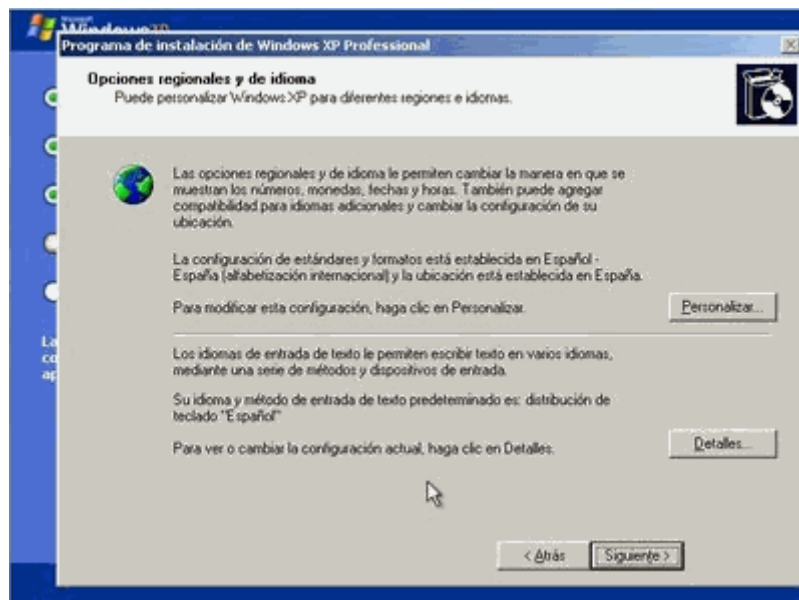 Microsoft
Windows XP
Programa de instalación de Windows XP Professional
Opciones regionales y de idioma
Puede personalizar Windows XP para diferentes regiones e idiomas.
Las opciones regionales y de idioma le permiten cambiar la manera en que se
muestran los números, monedas, fechas y horas. También puede agregar
compatibilidad para idiomas adicionales y cambiar la configuración de su
ubicación.
La configuración de estándares y formatos está establecida en Español -
España (alfabetización internacional) y la ubicación está establecida en España.
Para modificar esta configuración, haga clic en Personalizar.
Personalizar...
La
co
ap
Los idiomas de entrada de texto le permiten escribir texto en varios idiomas,
mediante una serie de métodos y dispositivos de entrada.
Su idioma y método de entrada de texto predeterminado es: distribución de
teclado "Español"
Para ver o cambiar la configuración actual, haga clic en Detalles.
Detalles...
< Atrás
Siguiente >